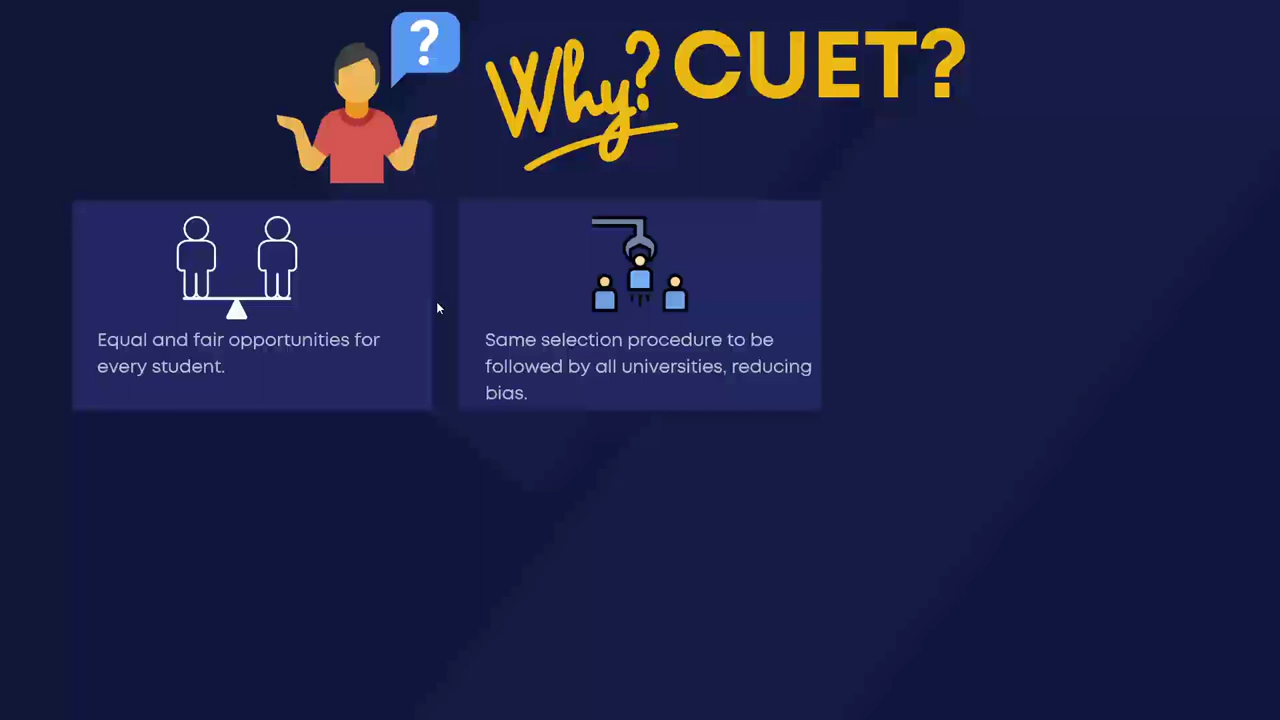 ?
Why? CUET?
Equal and fair opportunities for
every student.
Same selection procedure to be
followed by all universities, reducing
bias.